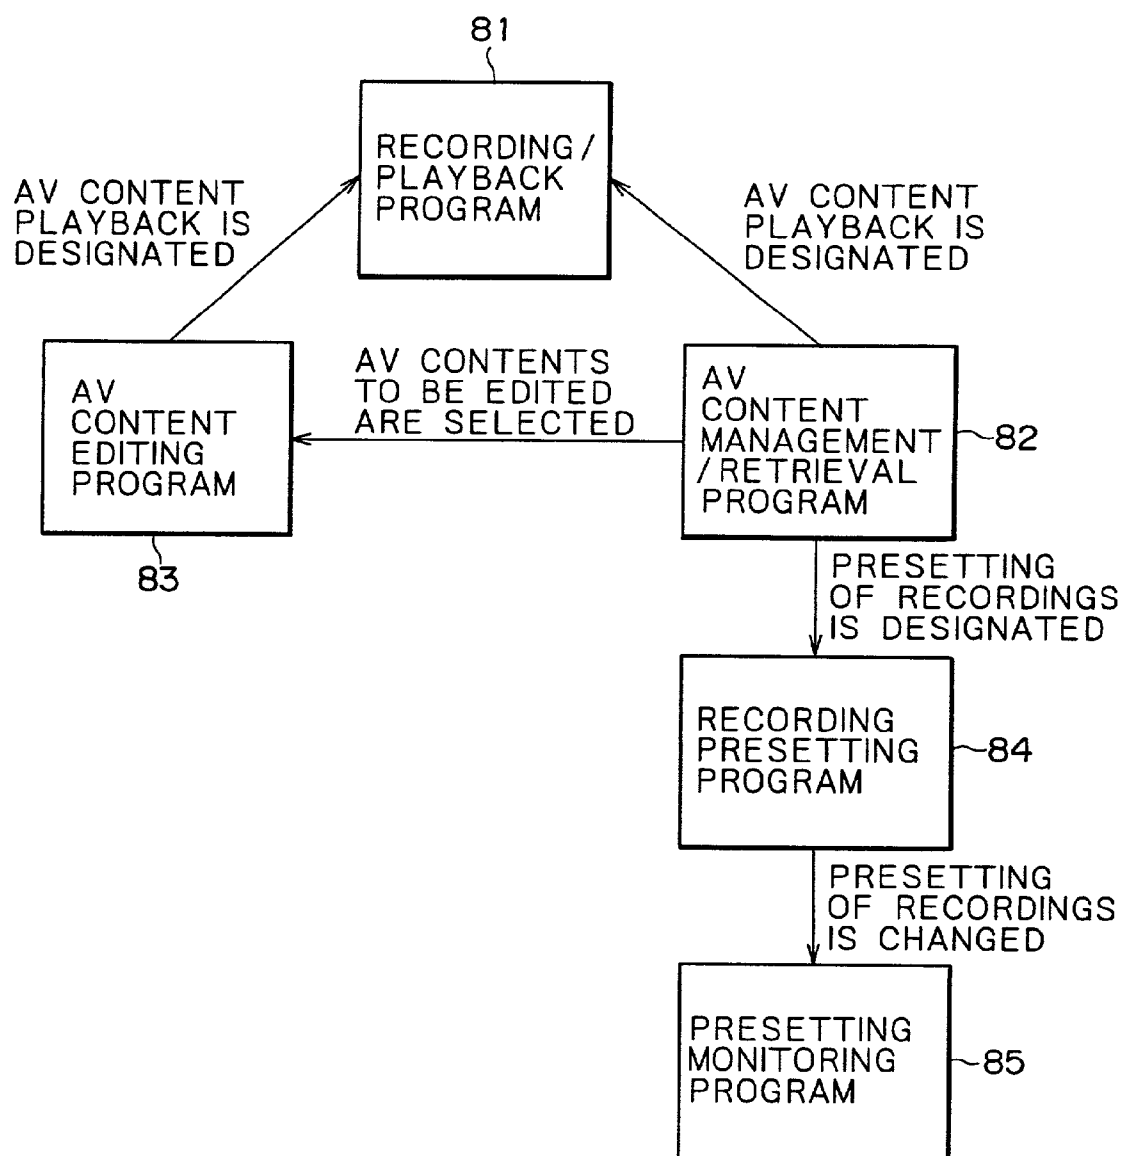 81
RECORDING/
PLAYBACK
PROGRAM
AV CONTENT
PLAYBACK IS
DESIGNATED
AV CONTENT
PLAYBACK IS
DESIGNATED
AV
CONTENT
EDITING
PROGRAM
83
AV CONTENTS
TO BE EDITED
ARE SELECTED
AV
CONTENT
MANAGEMENT
/RETRIEVAL
PROGRAM
82
PRESETTING
OF RECORDINGS
IS DESIGNATED
RECORDING
PRESETTING
PROGRAM
84
PRESETTING
OF RECORDINGS
IS CHANGED
PRESETTING
MONITORING
PROGRAM
85